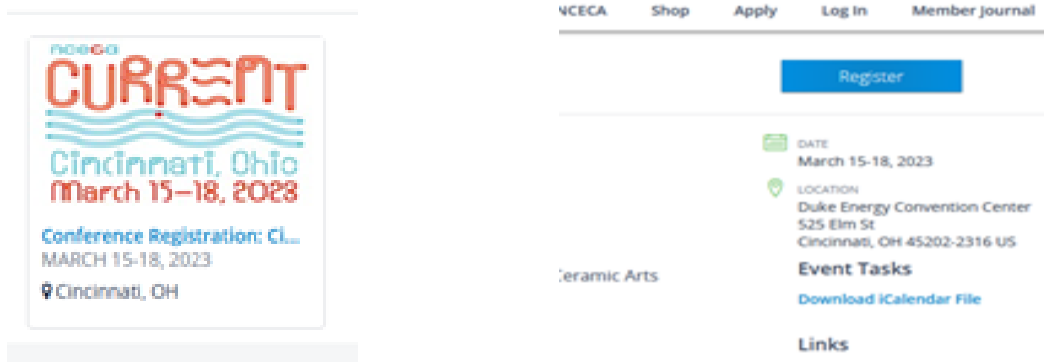 nceca
CURRENT
Cincinnati, Ohio
March 15–18, 2023
Conference Registration: Ci...
MARCH 15-18, 2023
Cincinnati, OH
NCECA Shop Apply Log In Member Journal
Register
DATE
March 15-18, 2023
LOCATION
Duke Energy Convention Center
525 Elm St
Cincinnati, OH 45202-2316 US
Ceramic Arts
Event Tasks
Download iCalendar File
Links